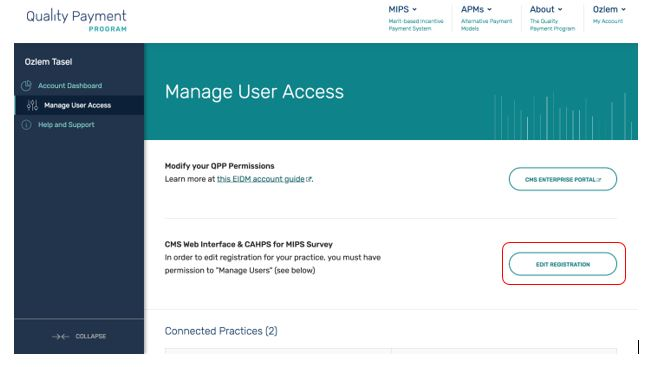 Quality Payment
PROGRAM
MIPS
Merit-based Incentive
Payment System
APMs
Alternative Payment
Models
About
The Quality
Payment Program
Ozlem
My Account
Ozlem Tasel
Account Dashboard
Manage User Access
Help and Support
COLLAPSE
Manage User Access
Modify your QPP Permissions
Learn more at this EIDM account guide.
CMS ENTERPRISE PORTAL
CMS Web Interface & CAHPS for MIPS Survey
In order to edit registration for your practice, you must have
permission to "Manage Users" (see below)
EDIT REGISTRATION
Connected Practices (2)